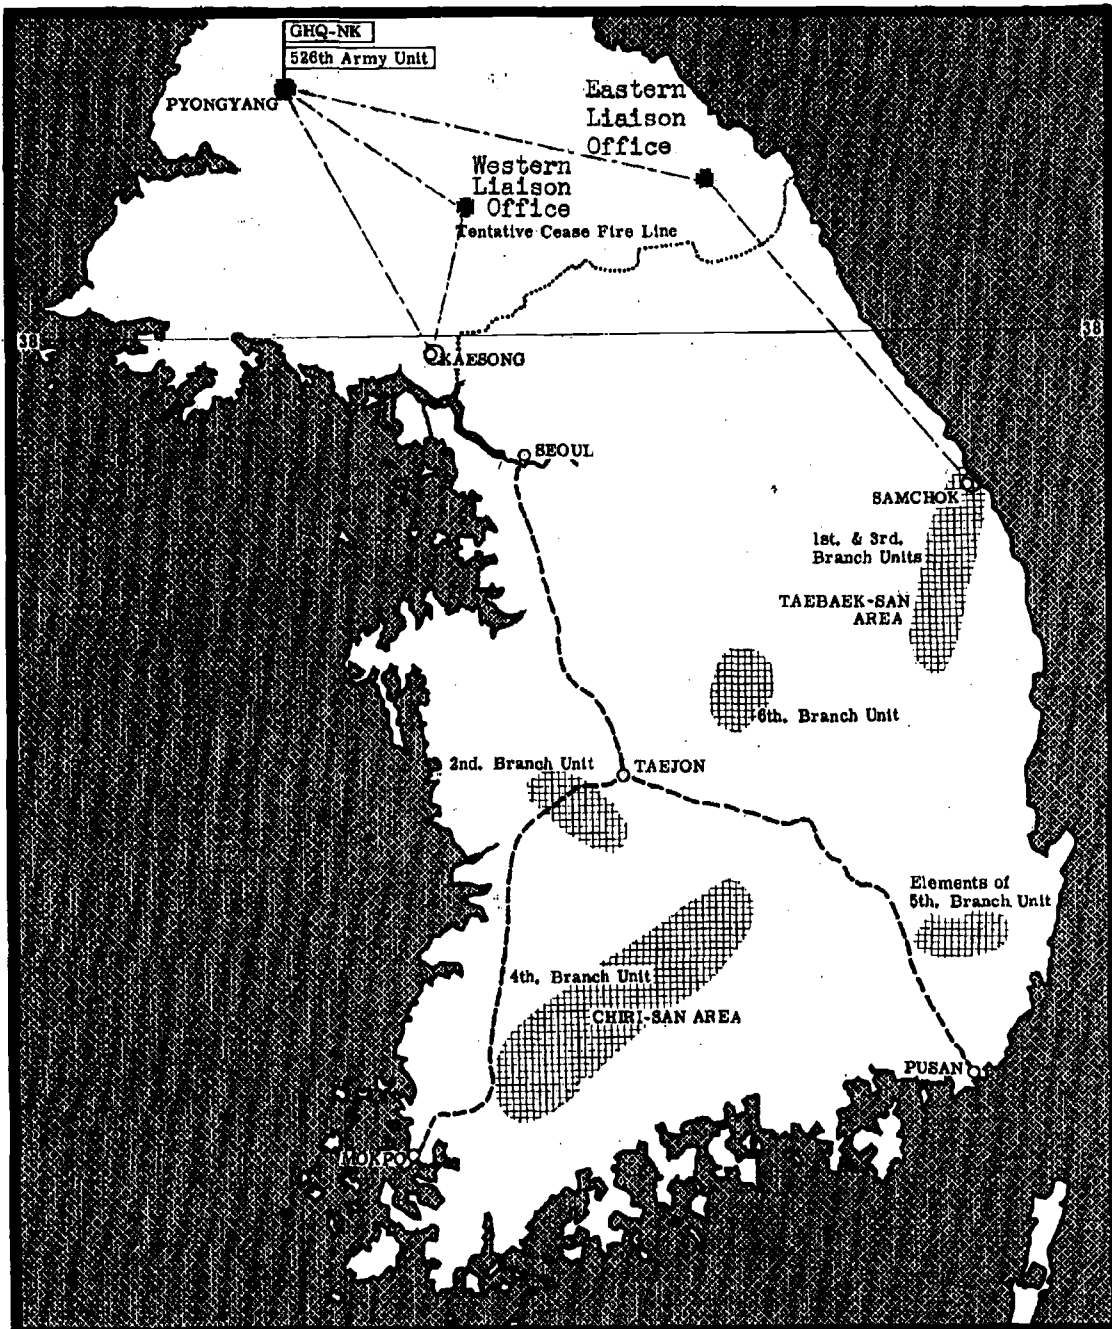 GHQ-NK
526th Army Unit
PYONGYANG
Eastern
Liaison
Office
Western
Liaison
Office
Tentative Cease Fire Line
38
38
KAESONG
SEOUL
SAMCHOK
1st. & 3rd.
Branch Units
TAEBAEK-SAN
AREA
6th. Branch Unit
2nd. Branch Unit
TAEJON
Elements of
5th. Branch Unit
4th. Branch Unit
CHIRI-SAN AREA
PUSAN
MOKPO